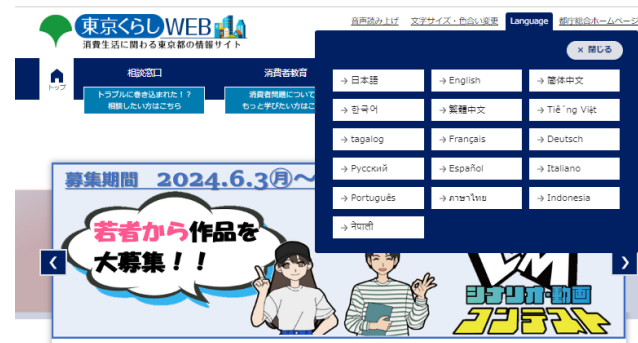 東京くらしWEB
消費生活に関わる東京都の情報サイト
音声読み上げ 文字サイズ・色合い変更 Language 都庁総合ホームページ
× 閉じる
トップ
相談窓口
トラブルに巻き込まれた!?
相談したい方はこちら
消費者教育
消費者問題について
もっと学びたい方はこ
→ 日本語 → English → 简体中文
→ 한국어 → 繁體中文 → Tiê´ng Việt
→ tagalog → Français → Deutsch
→ Русский → Español → Italiano
→ Português → ภาษาไทย → Indonesia
→ नेपाली
募集期間 2024.6.3㊊～
若者から作品を
大募集!!
シナリオ・動画
コンテスト